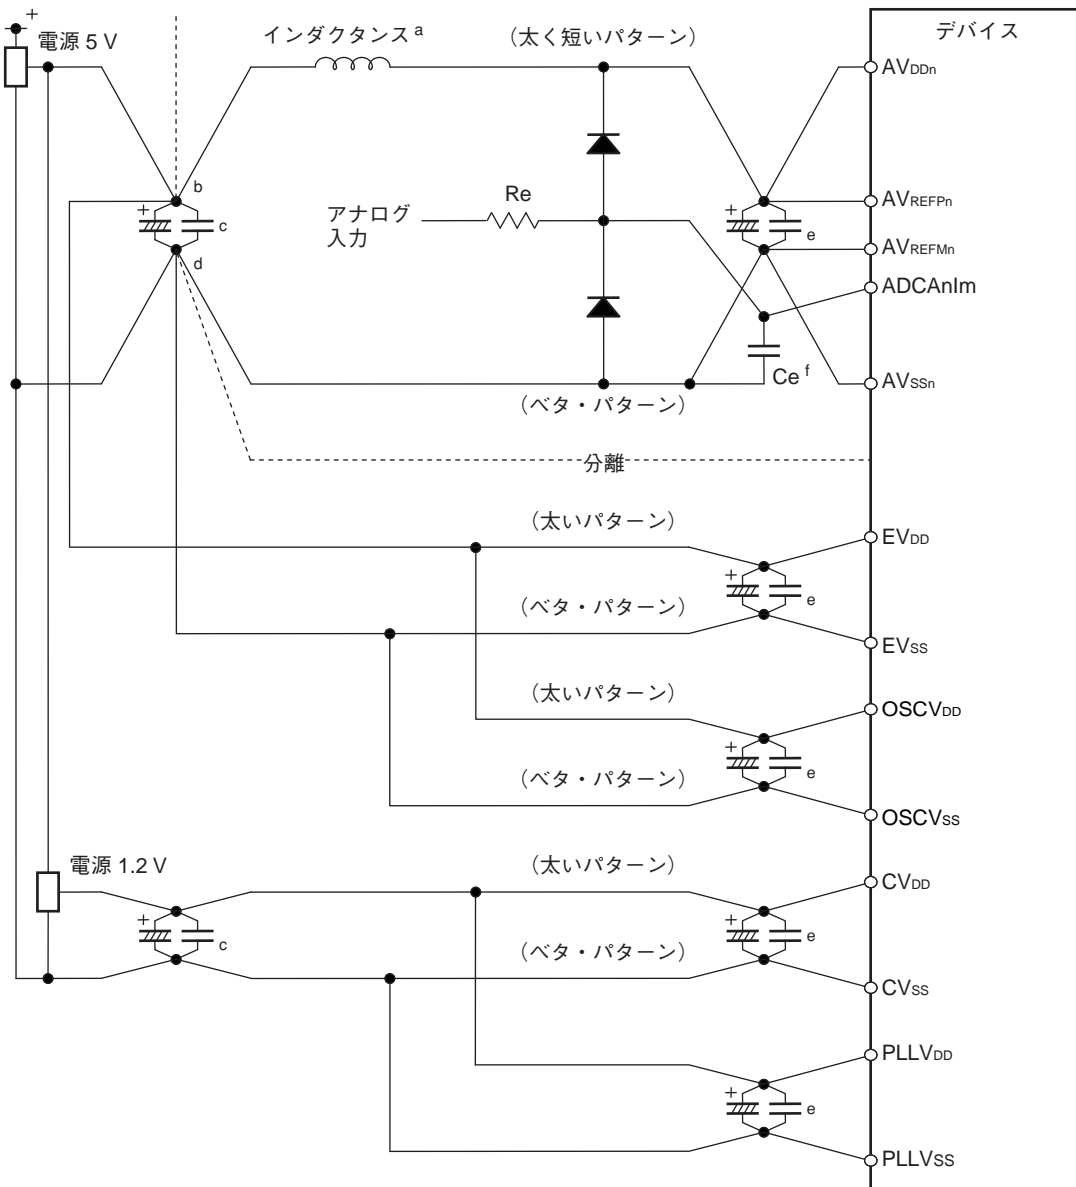 +
電源 5 V
インダクタンス a
（太く短いパターン）
デバイス
AVDDn
b
+
c
d
アナログ
入力
Re
+
e
AVREFPn
AVREFMn
ADCAnIm
Ce f
AVSSn
（ベタ・パターン）
分離
（太いパターン）
EVDD
+
e
（ベタ・パターン）
EVSS
（太いパターン）
OSCVDD
+
e
（ベタ・パターン）
OSCVSS
電源 1.2 V
（太いパターン）
CVDD
+
c
+
e
（ベタ・パターン）
CVSS
PLLVDD
+
e
PLLVSS